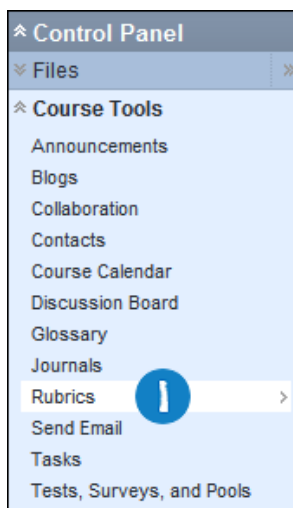 Control Panel
Files
Course Tools
Announcements
Blogs
Collaboration
Contacts
Course Calendar
Discussion Board
Glossary
Journals
Rubrics 1
Send Email
Tasks
Tests, Surveys, and Pools